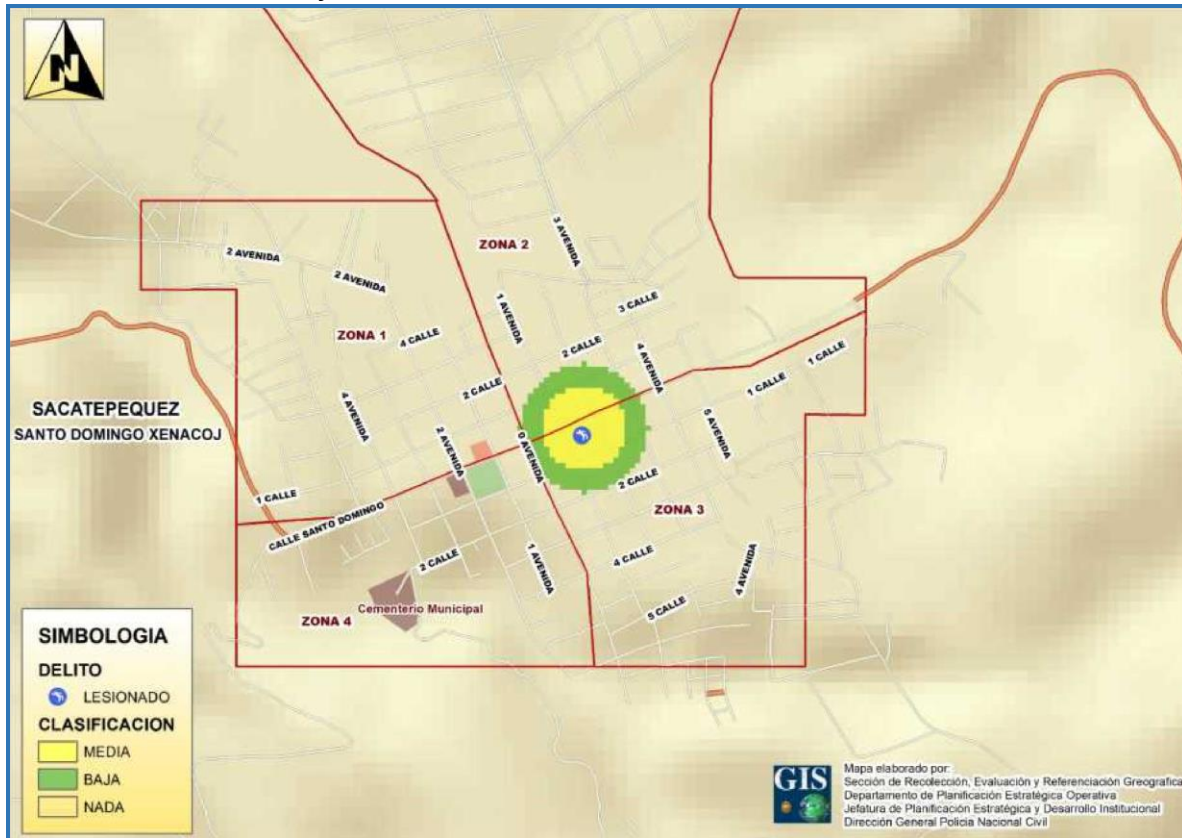 N
ZONA 2
3 AVENIDA
2 AVENIDA
2 AVENIDA
1 AVENIDA
3 CALLE
ZONA 1
4 CALLE
2 CALLE
4 AVENIDA
1 CALLE
1 CALLE
2 CALLE
SACATEPEQUEZ
SANTO DOMINGO XENACOJ
4 AVENIDA
2 AVENIDA
0 AVENIDA
5 AVENIDA
1 CALLE
2 CALLE
CALLE SANTO DOMINGO
ZONA 3
2 CALLE
1 AVENIDA
4 CALLE
4 AVENIDA
Cementerio Municipal
5 CALLE
ZONA 4
SIMBOLOGIA
DELITO
LESIONADO
CLASIFICACION
MEDIA
BAJA
NADA
GIS
Mapa elaborado por:
Sección de Recolección, Evaluación y Referenciación Greografica
Departamento de Planificación Estratégica Operativa
Jefatura de Planificación Estratégica y Desarrollo Institucional
Dirección General Policia Nacional Civil